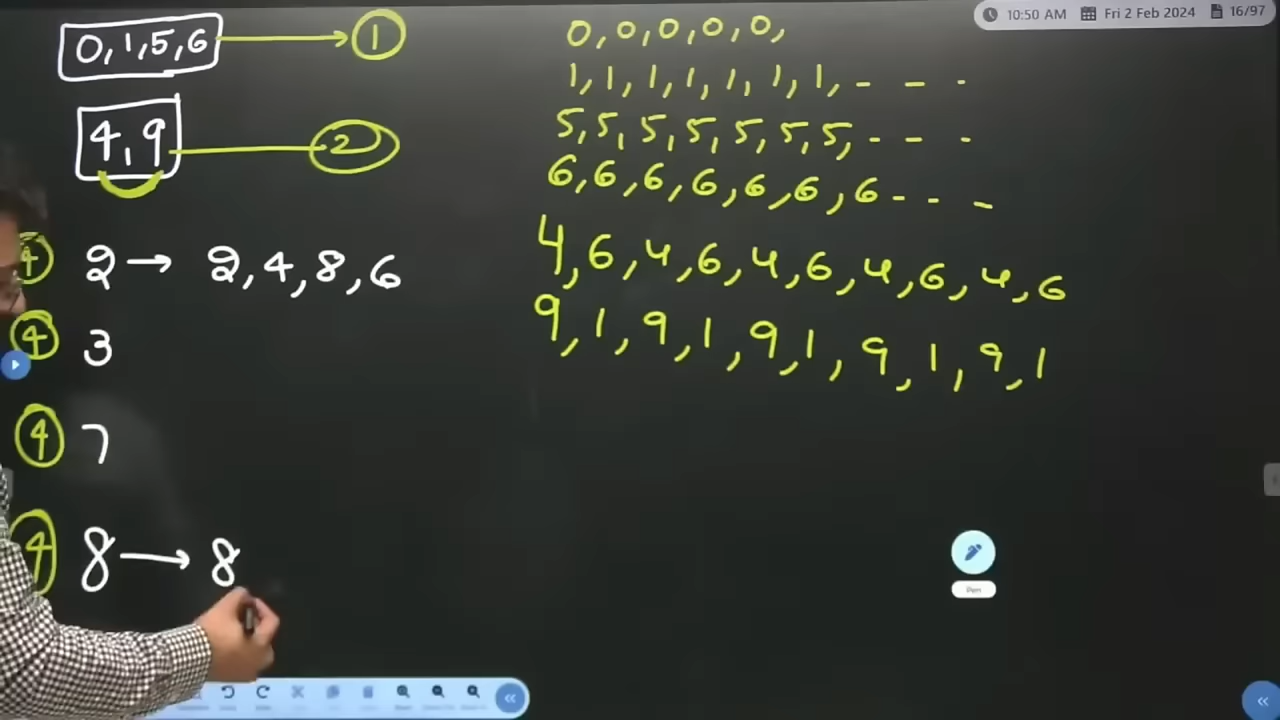 10:50 AM Fri 2 Feb 2024 16/97
0,1,5,6 → 1
4,9 2
4 2 → 2,4,8,6
4 3
4 7
4 8 → 8
0,0,0,0,0,
1,1,1,1,1,1,1,- - -
5,5,5,5,5,5,5,- - -
6,6,6,6,6,6,6- - -
4,6,4,6,4,6,4,6,4,6
9,1,9,1,9,1,9,1,9,1
Pen